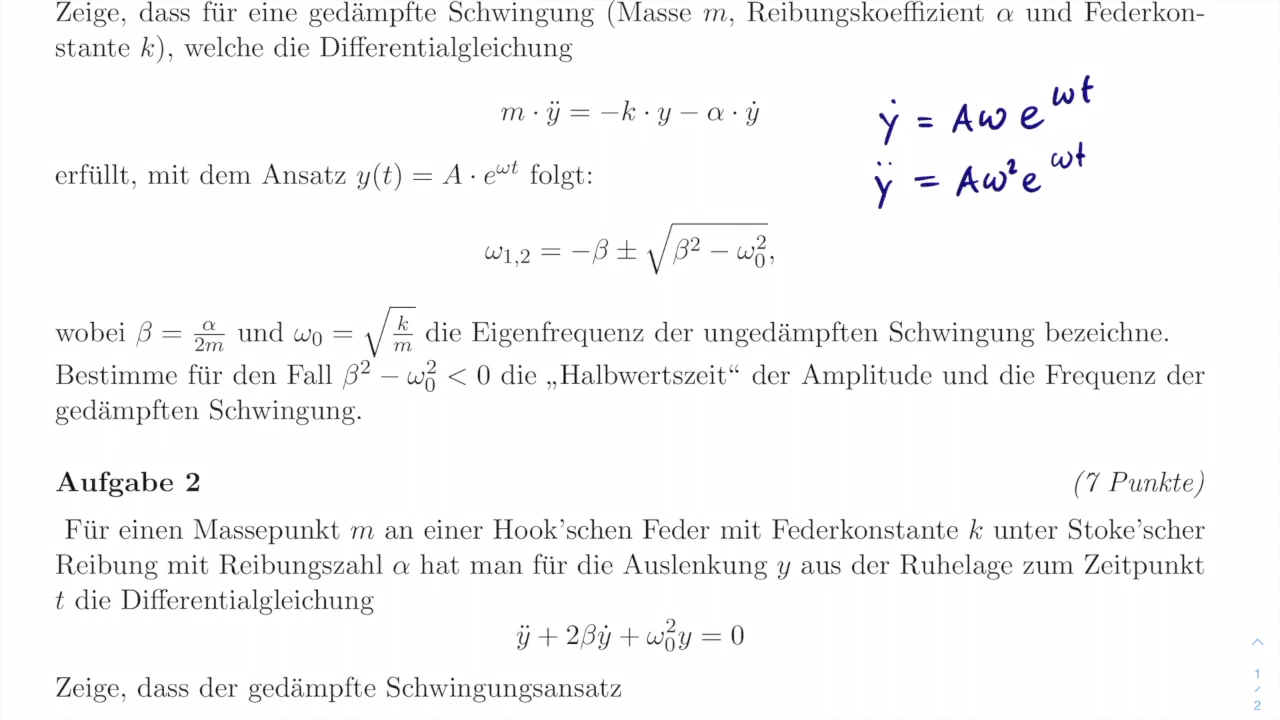 Zeige, dass für eine gedämpfte Schwingung (Masse m, Reibungskoeffizient α und Federkon-
stante k), welche die Differentialgleichung
m · ÿ = −k · y − α · ẏ
ẏ = Aω e^{ωt}
erfüllt, mit dem Ansatz y(t) = A · e^{ωt} folgt:
ÿ = Aω² e^{ωt}
ω_{1,2} = −β ± √(β² − ω₀²),
wobei β = α/2m und ω₀ = √(k/m) die Eigenfrequenz der ungedämpften Schwingung bezeichne.
Bestimme für den Fall β² − ω₀² < 0 die „Halbwertszeit“ der Amplitude und die Frequenz der
gedämpften Schwingung.
Aufgabe 2 (7 Punkte)
Für einen Massepunkt m an einer Hook'schen Feder mit Federkonstante k unter Stoke'scher
Reibung mit Reibungszahl α hat man für die Auslenkung y aus der Ruhelage zum Zeitpunkt
t die Differentialgleichung
ÿ + 2βẏ + ω₀²y = 0
Zeige, dass der gedämpfte Schwingungsansatz
1
/
2